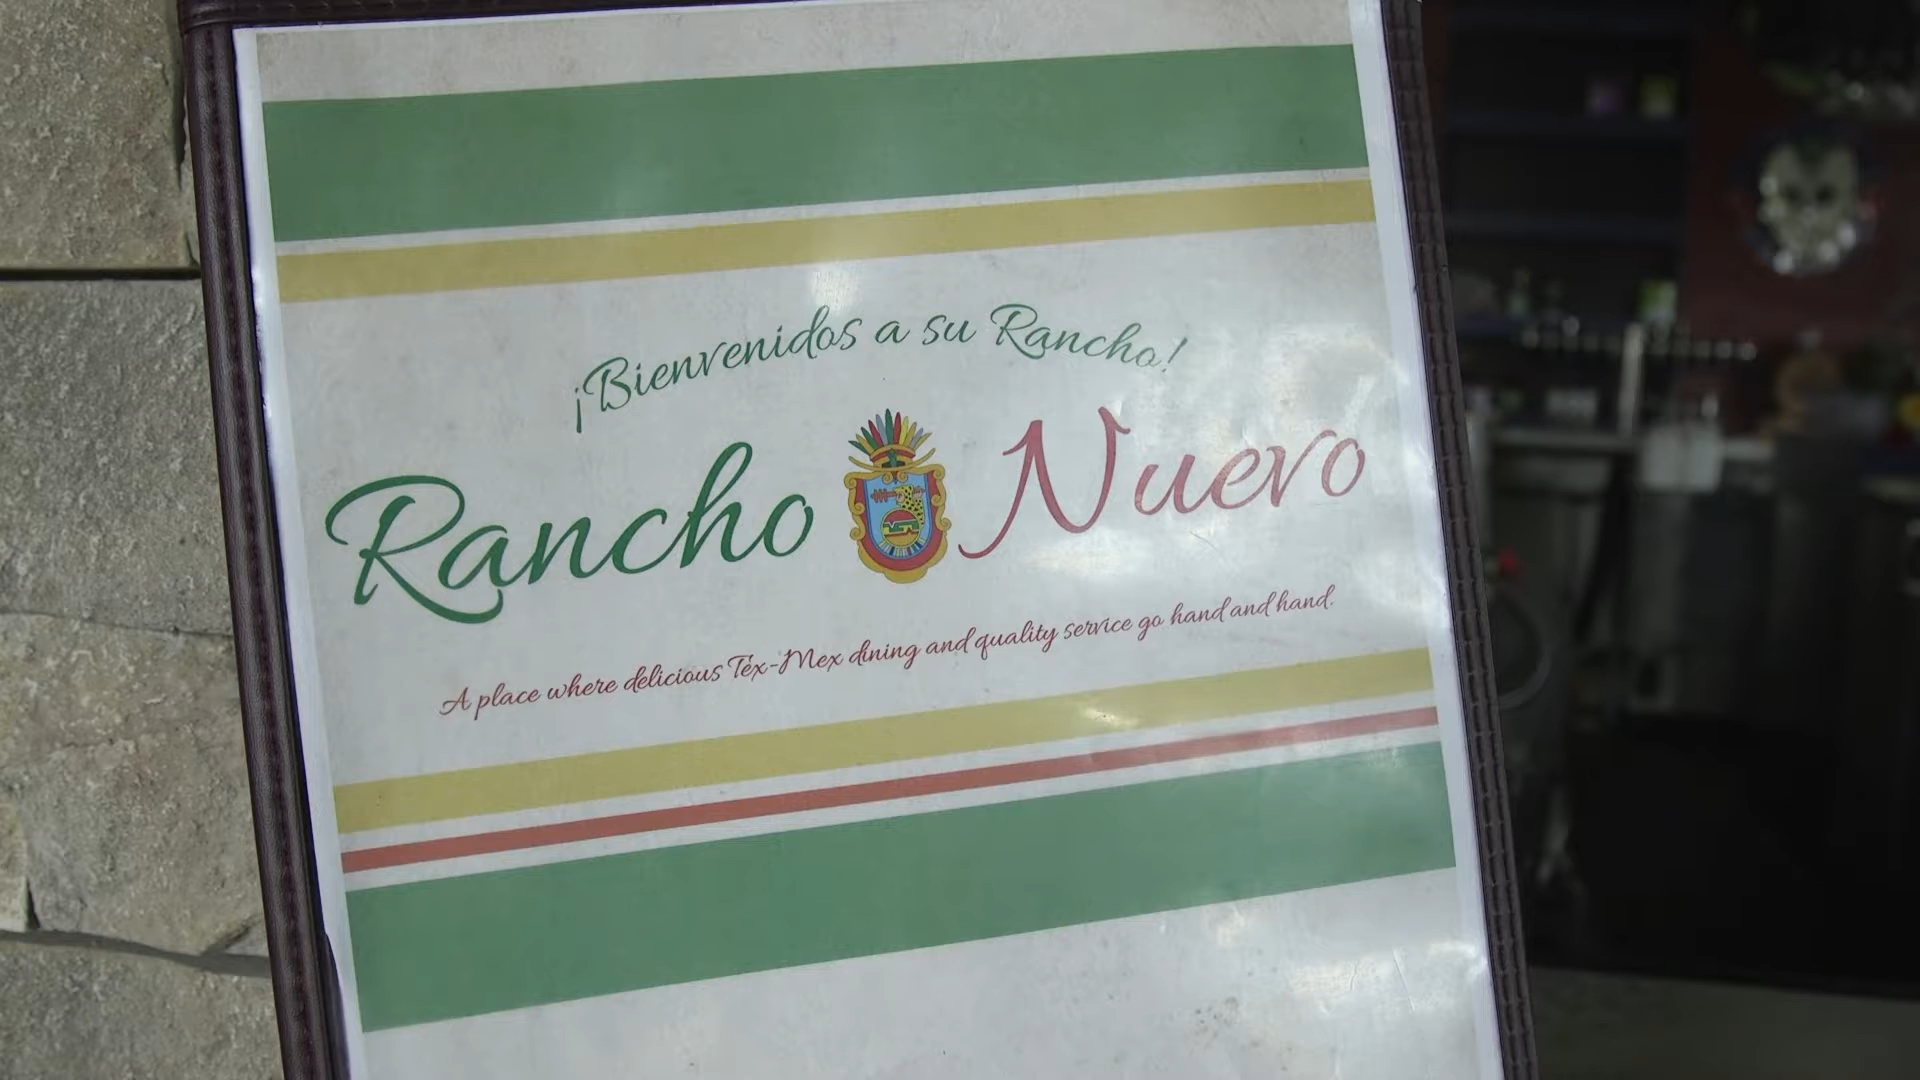 ¡Bienvenidos a su Rancho!
Rancho Nuevo
A place where delicious Tex-Mex dining and quality service go hand and hand.